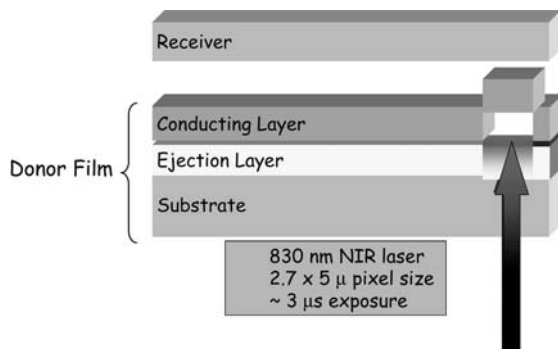 Receiver
Conducting Layer
Donor Film
Ejection Layer
Substrate
830 nm NIR laser
2.7 x 5 μ pixel size
~ 3 μs exposure